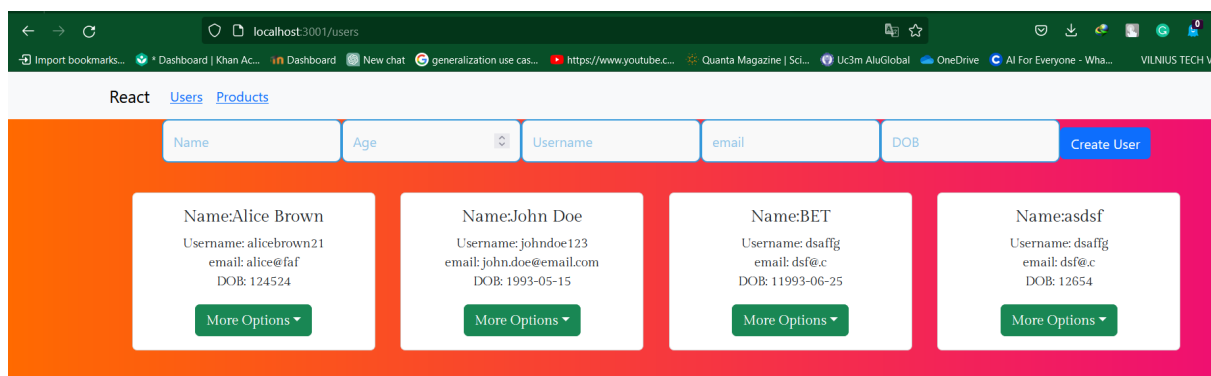 localhost:3001/users
0
Import bookmarks... * Dashboard | Khan Ac... Dashboard New chat generalization use cas... https://www.youtube.c... Quanta Magazine | Sci... Uc3m AluGlobal OneDrive AI For Everyone - Wha... VILNIUS TECH V
React Users Products
Name Age Username email DOB Create User
Name:Alice Brown Name:John Doe Name:BET Name:asdsf
Username: alicebrown21 Username: johndoe123 Username: dsaffg Username: dsaffg
email: alice@faf email: john.doe@email.com email: dsf@.c email: dsf@.c
DOB: 124524 DOB: 1993-05-15 DOB: 11993-06-25 DOB: 12654
More Options More Options More Options More Options